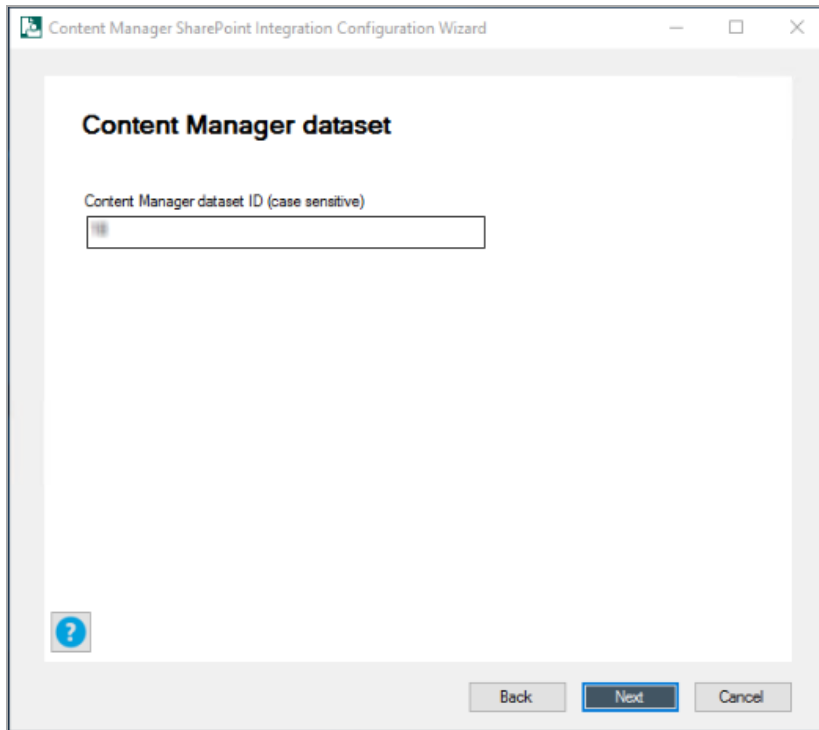 Content Manager SharePoint Integration Configuration Wizard
Content Manager dataset
Content Manager dataset ID (case sensitive)
?
Back Next Cancel